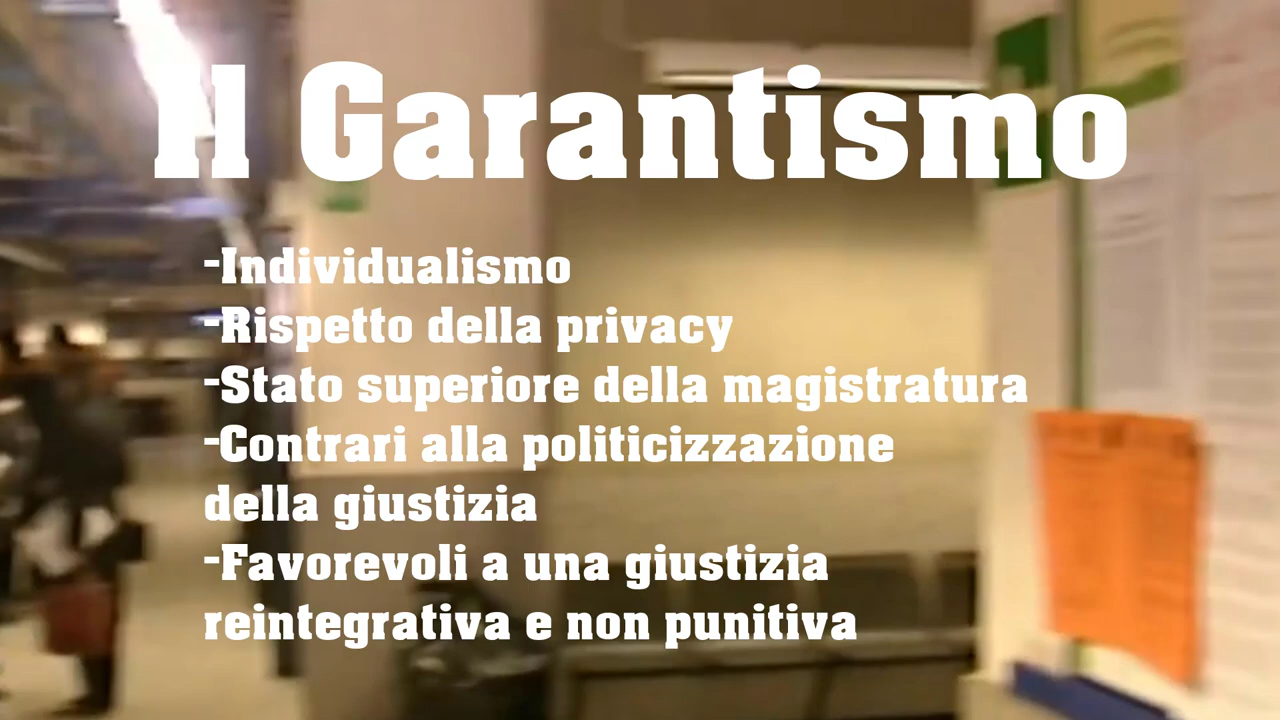 Il Garantismo
-Individualismo
-Rispetto della privacy
-Stato superiore della magistratura
-Contrari alla politicizzazione
della giustizia
-Favorevoli a una giustizia
reintegrativa e non punitiva